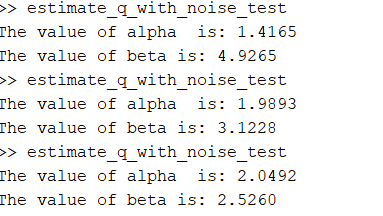 >> estimate_q_with_noise_test
The value of alpha  is: 1.4165
The value of beta is: 4.9265
>> estimate_q_with_noise_test
The value of alpha  is: 1.9893
The value of beta is: 3.1228
>> estimate_q_with_noise_test
The value of alpha  is: 2.0492
The value of beta is: 2.5260